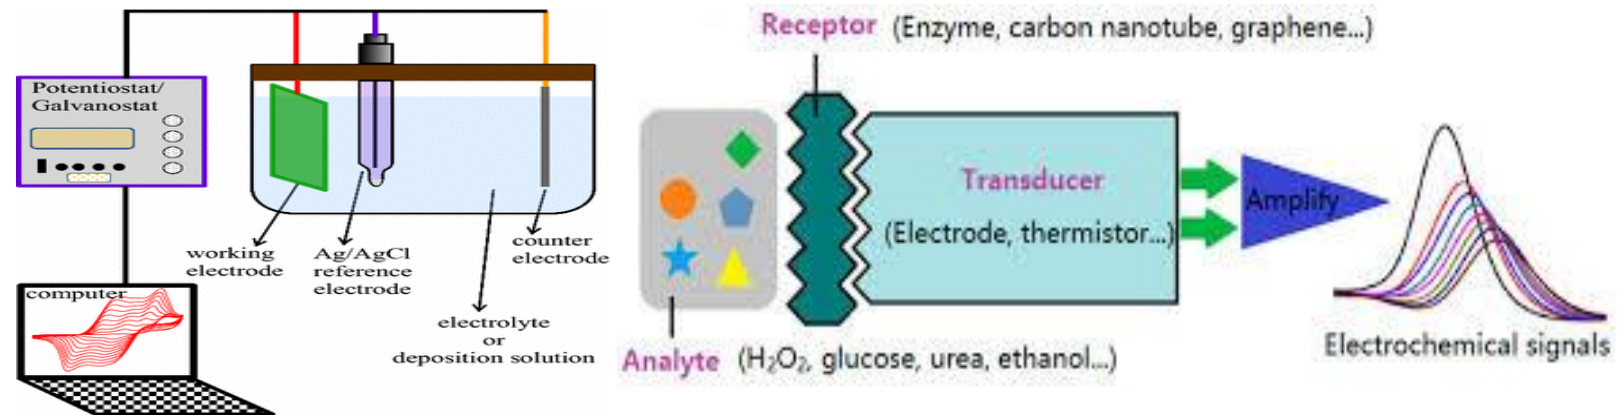 Potentiostat/
Galvanostat
working
electrode
Ag/AgCl
reference
electrode
counter
electrode
electrolyte
or
deposition solution
computer
Receptor (Enzyme, carbon nanotube, graphene...)
Transducer
(Electrode, thermistor...)
Amplify
Analyte (H₂O₂, glucose, urea, ethanol...)
Electrochemical signals